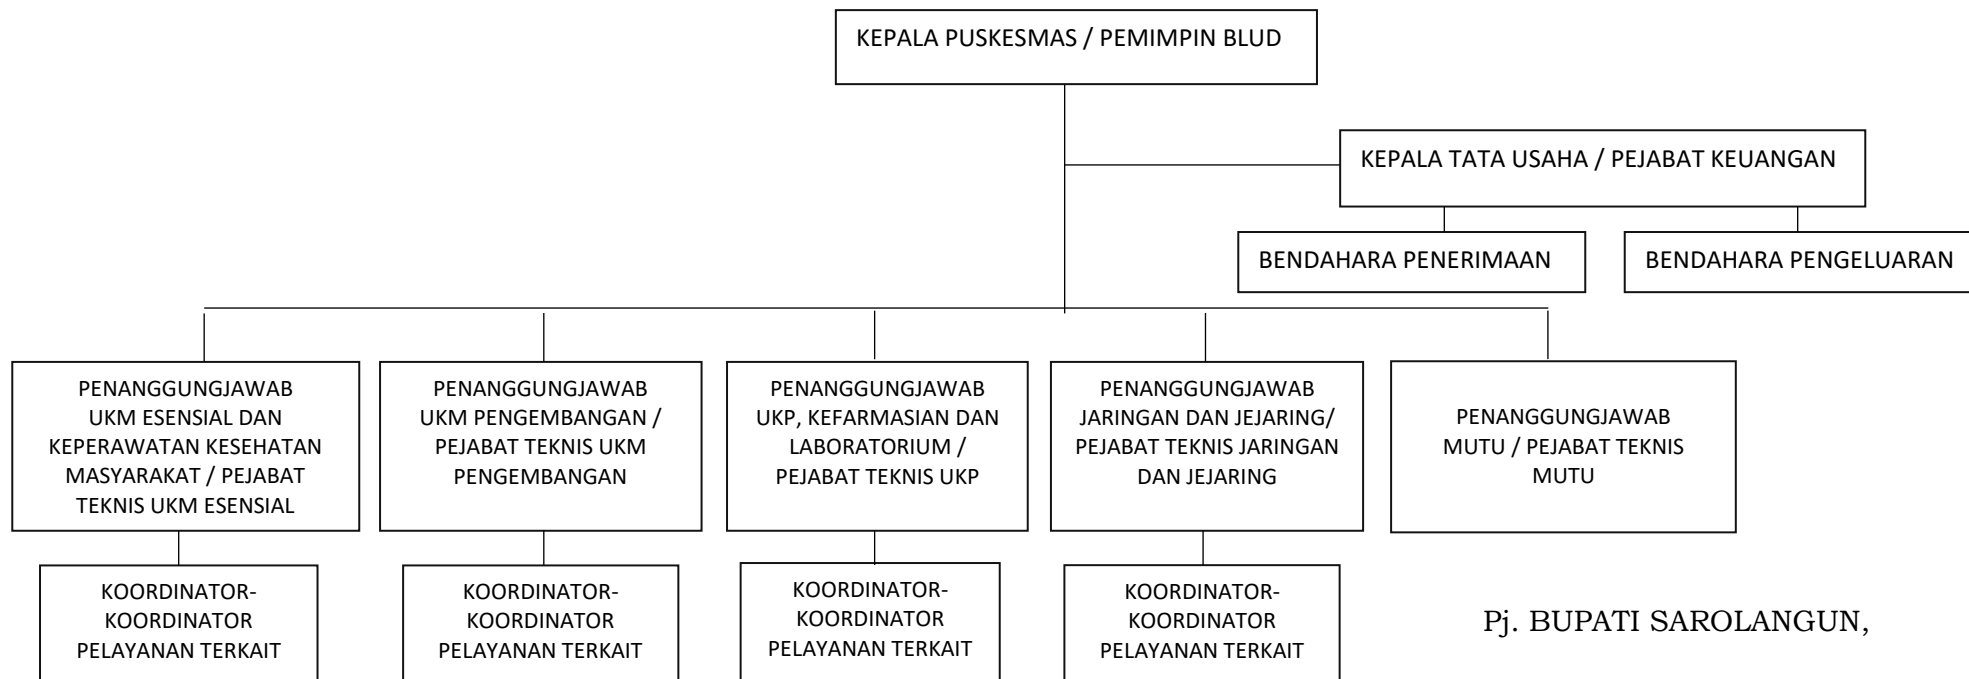 KEPALA PUSKESMAS / PEMIMPIN BLUD
KEPALA TATA USAHA / PEJABAT KEUANGAN
BENDAHARA PENERIMAAN
BENDAHARA PENGELUARAN
PENANGGUNGJAWAB
UKM ESENSIAL DAN
KEPERAWATAN KESEHATAN
MASYARAKAT / PEJABAT
TEKNIS UKM ESENSIAL
PENANGGUNGJAWAB
UKM PENGEMBANGAN /
PEJABAT TEKNIS UKM
PENGEMBANGAN
PENANGGUNGJAWAB
UKP, KEFARMASIAN DAN
LABORATORIUM /
PEJABAT TEKNIS UKP
PENANGGUNGJAWAB
JARINGAN DAN JEJARING/
PEJABAT TEKNIS JARINGAN
DAN JEJARING
PENANGGUNGJAWAB
MUTU / PEJABAT TEKNIS
MUTU
KOORDINATOR-
KOORDINATOR
PELAYANAN TERKAIT
KOORDINATOR-
KOORDINATOR
PELAYANAN TERKAIT
KOORDINATOR-
KOORDINATOR
PELAYANAN TERKAIT
KOORDINATOR-
KOORDINATOR
PELAYANAN TERKAIT
Pj. BUPATI SAROLANGUN,